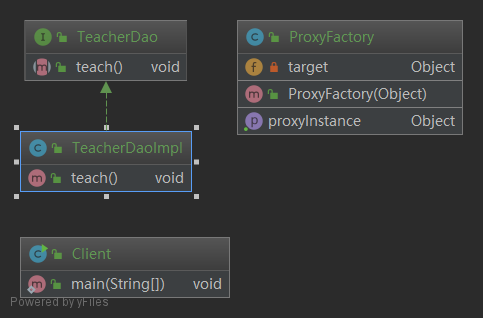 TeacherDao
teach() void
ProxyFactory
target Object
ProxyFactory(Object)
proxyInstance Object
TeacherDaoImpl
teach() void
Client
main(String[]) void
Powered by yFiles